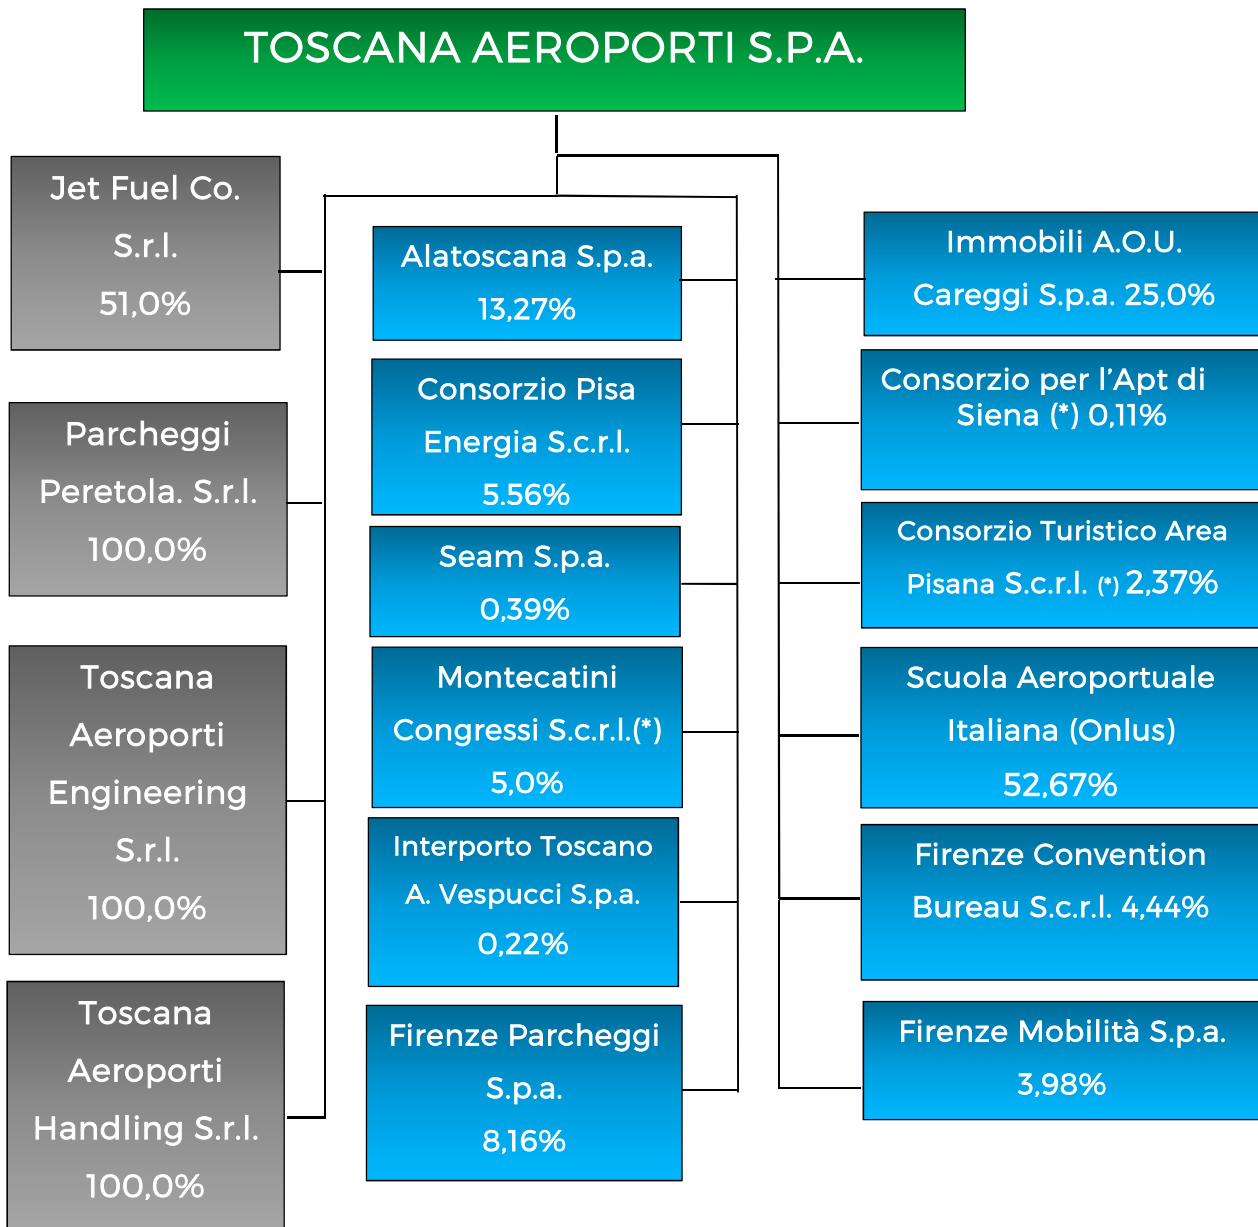 TOSCANA AEROPORTI S.P.A.
Jet Fuel Co.
S.r.l.
51,0%
Parcheggi
Peretola. S.r.l.
100,0%
Toscana
Aeroporti
Engineering
S.r.l.
100,0%
Toscana
Aeroporti
Handling S.r.l.
100,0%
Alatoscana S.p.a.
13,27%
Consorzio Pisa
Energia S.c.r.l.
5.56%
Seam S.p.a.
0,39%
Montecatini
Congressi S.c.r.l.(*)
5,0%
Interporto Toscano
A. Vespucci S.p.a.
0,22%
Firenze Parcheggi
S.p.a.
8,16%
Immobili A.O.U.
Careggi S.p.a. 25,0%
Consorzio per l'Apt di
Siena (*) 0,11%
Consorzio Turistico Area
Pisana S.c.r.l. (*) 2,37%
Scuola Aeroportuale
Italiana (Onlus)
52,67%
Firenze Convention
Bureau S.c.r.l. 4,44%
Firenze Mobilità S.p.a.
3,98%